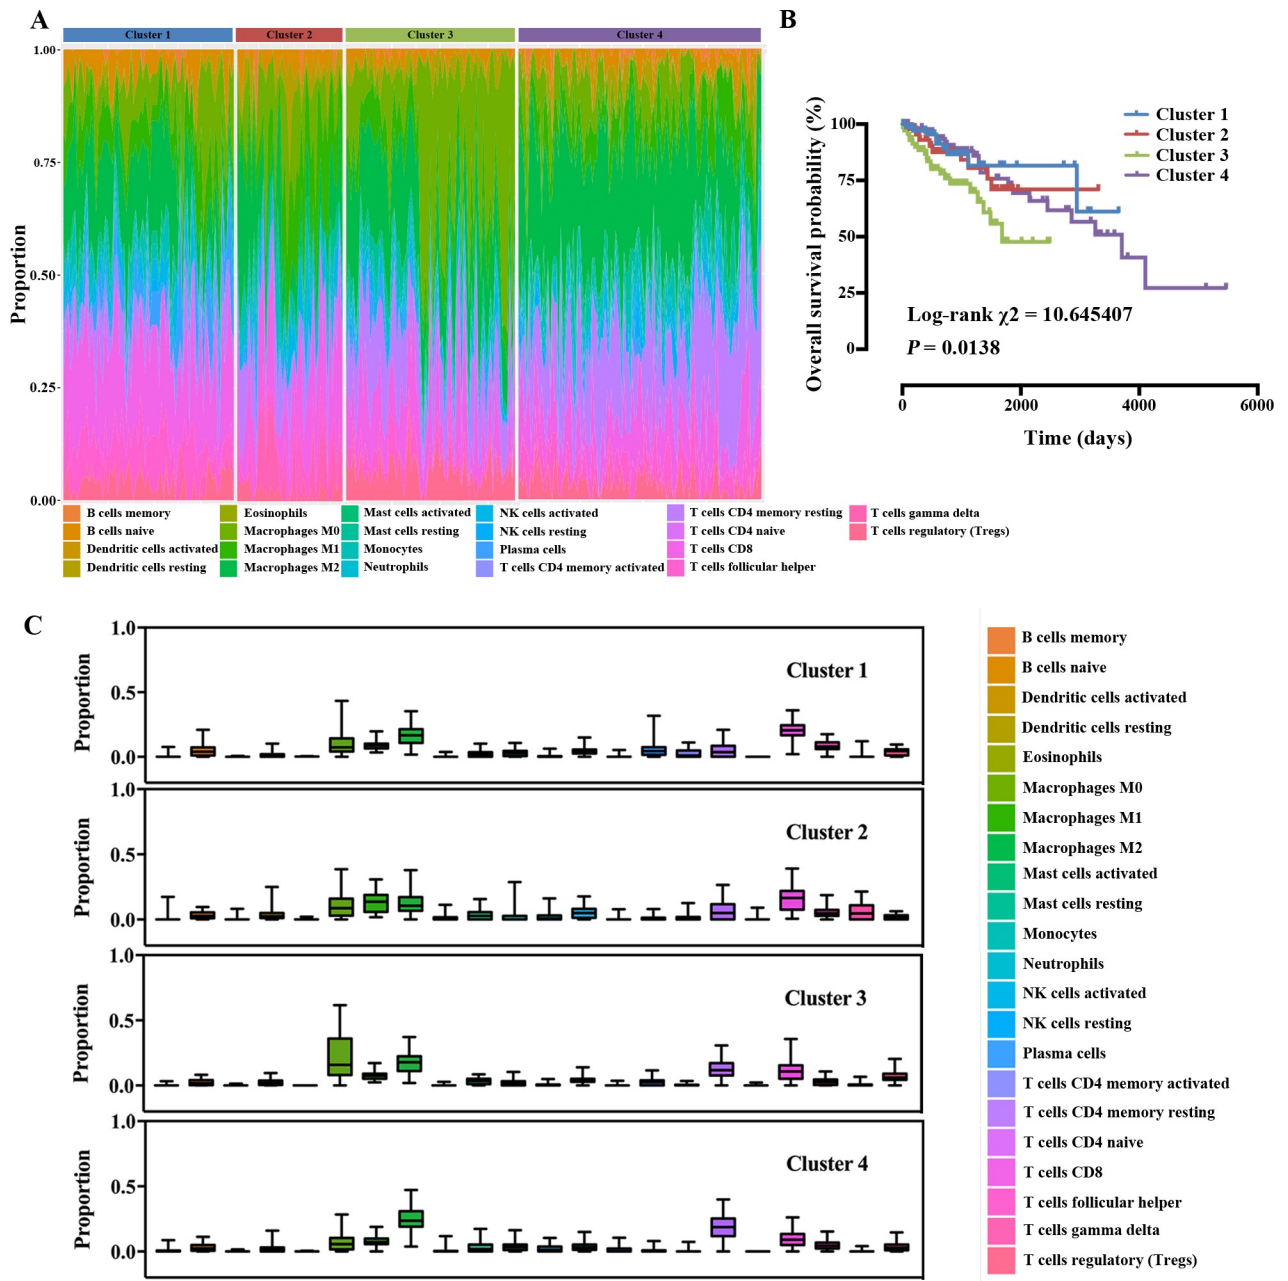 A
Cluster 1 Cluster 2 Cluster 3 Cluster 4
1.00
0.75
0.50
0.25
0.00
Proportion
B cells memory
B cells naive
Dendritic cells activated
Dendritic cells resting
Eosinophils
Macrophages M0
Macrophages M1
Macrophages M2
Mast cells activated
Mast cells resting
Monocytes
Neutrophils
NK cells activated
NK cells resting
Plasma cells
T cells CD4 memory activated
T cells CD4 memory resting
T cells CD4 naive
T cells CD8
T cells follicular helper
T cells gamma delta
T cells regulatory (Tregs)
B
Overall survival probability (%)
100
75
50
25
0
Cluster 1
Cluster 2
Cluster 3
Cluster 4
Log-rank χ2 = 10.645407
P = 0.0138
0 2000 4000 6000
Time (days)
C
Proportion
1.0
0.5
0.0
Cluster 1
Proportion
1.0
0.5
0.0
Cluster 2
Proportion
1.0
0.5
0.0
Cluster 3
Proportion
1.0
0.5
0.0
Cluster 4
B cells memory
B cells naive
Dendritic cells activated
Dendritic cells resting
Eosinophils
Macrophages M0
Macrophages M1
Macrophages M2
Mast cells activated
Mast cells resting
Monocytes
Neutrophils
NK cells activated
NK cells resting
Plasma cells
T cells CD4 memory activated
T cells CD4 memory resting
T cells CD4 naive
T cells CD8
T cells follicular helper
T cells gamma delta
T cells regulatory (Tregs)